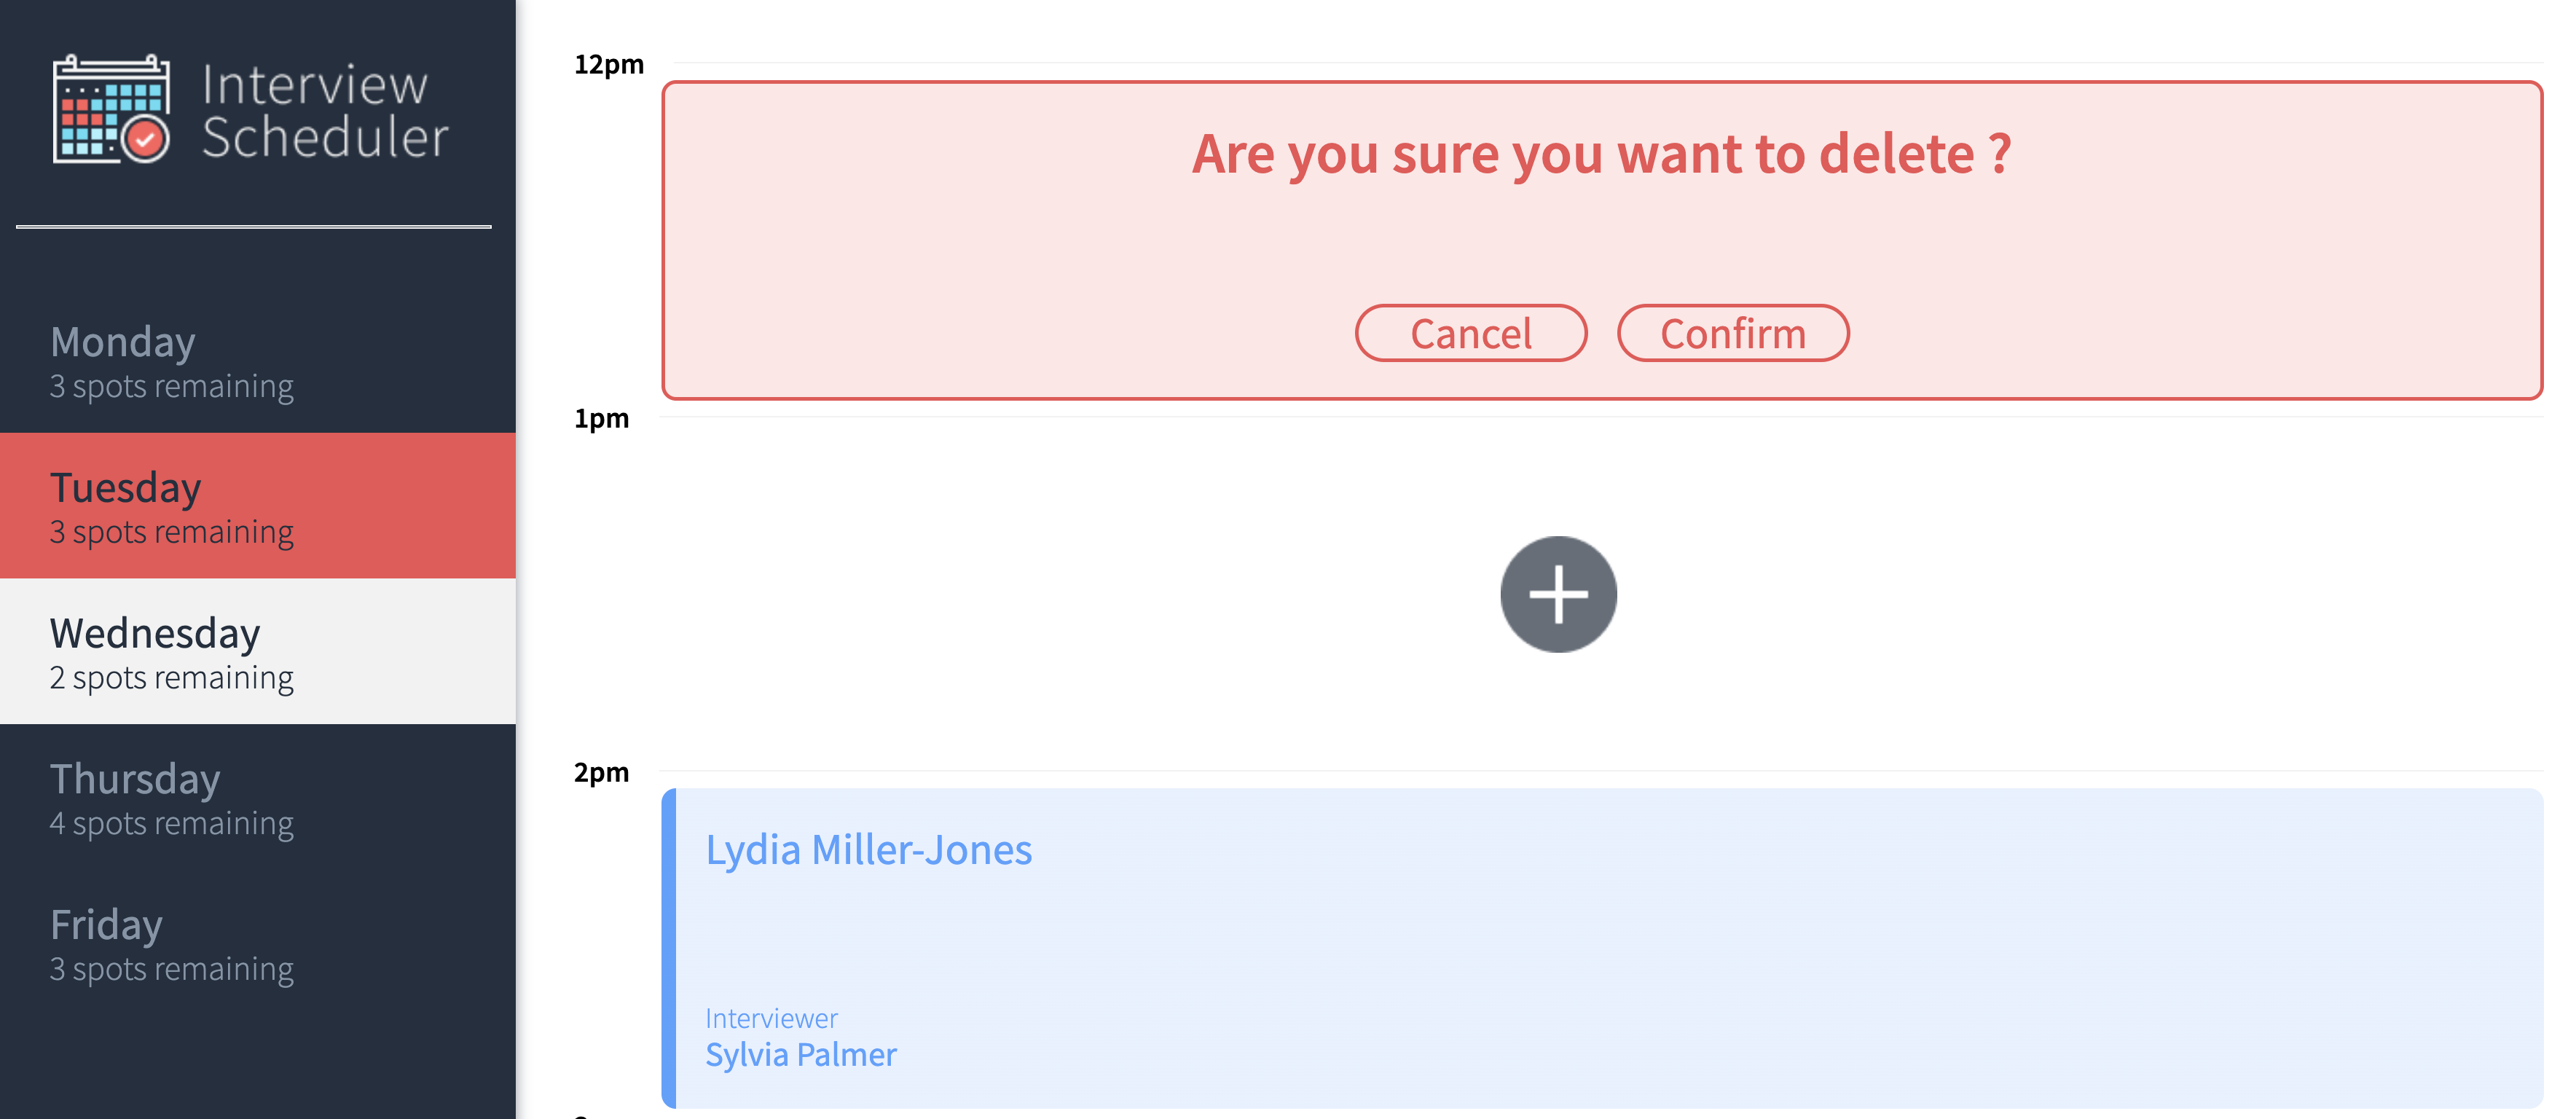 Interview
Scheduler
Monday
3 spots remaining
Tuesday
3 spots remaining
Wednesday
2 spots remaining
Thursday
4 spots remaining
Friday
3 spots remaining
12pm
Are you sure you want to delete ?
Cancel Confirm
1pm
2pm
Lydia Miller-Jones
Interviewer
Sylvia Palmer